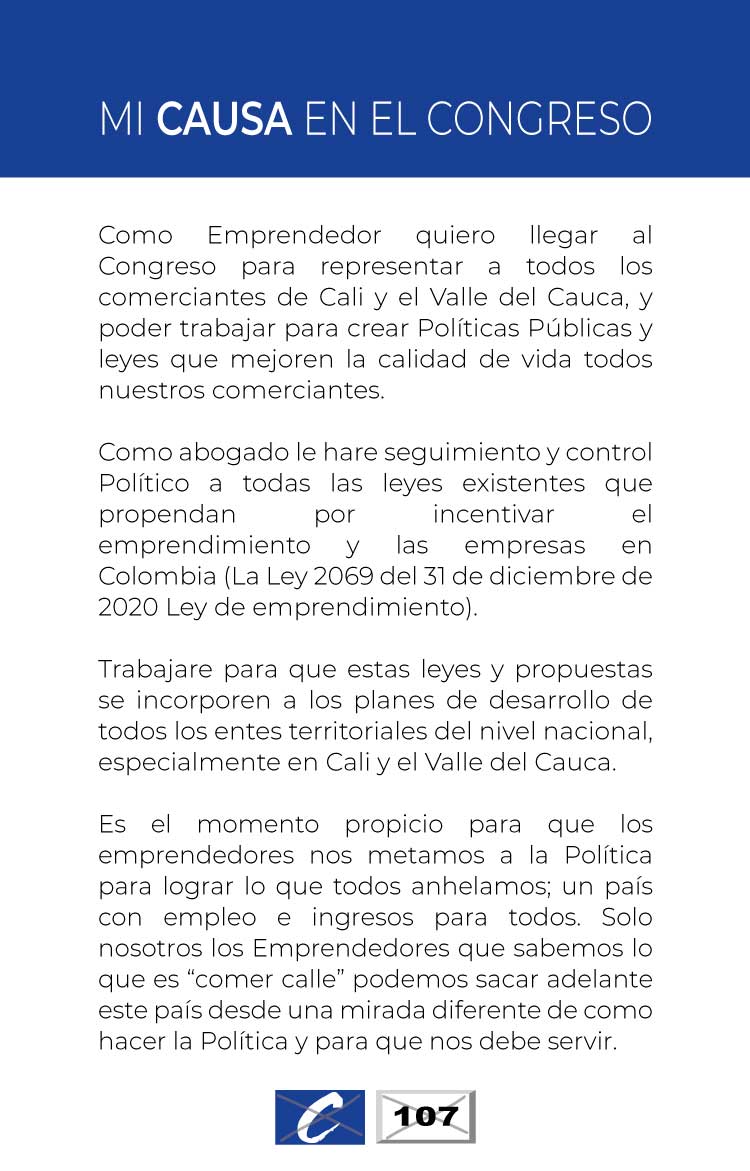 MI CAUSA EN EL CONGRESO
Como Emprendedor quiero llegar al
Congreso para representar a todos los
comerciantes de Cali y el Valle del Cauca, y
poder trabajar para crear Políticas Públicas y
leyes que mejoren la calidad de vida todos
nuestros comerciantes.
Como abogado le hare seguimiento y control
Político a todas las leyes existentes que
propendan por incentivar el
emprendimiento y las empresas en
Colombia (La Ley 2069 del 31 de diciembre de
2020 Ley de emprendimiento).
Trabajare para que estas leyes y propuestas
se incorporen a los planes de desarrollo de
todos los entes territoriales del nivel nacional,
especialmente en Cali y el Valle del Cauca.
Es el momento propicio para que los
emprendedores nos metamos a la Política
para lograr lo que todos anhelamos; un país
con empleo e ingresos para todos. Solo
nosotros los Emprendedores que sabemos lo
que es “comer calle” podemos sacar adelante
este país desde una mirada diferente de como
hacer la Política y para que nos debe servir.
C 107